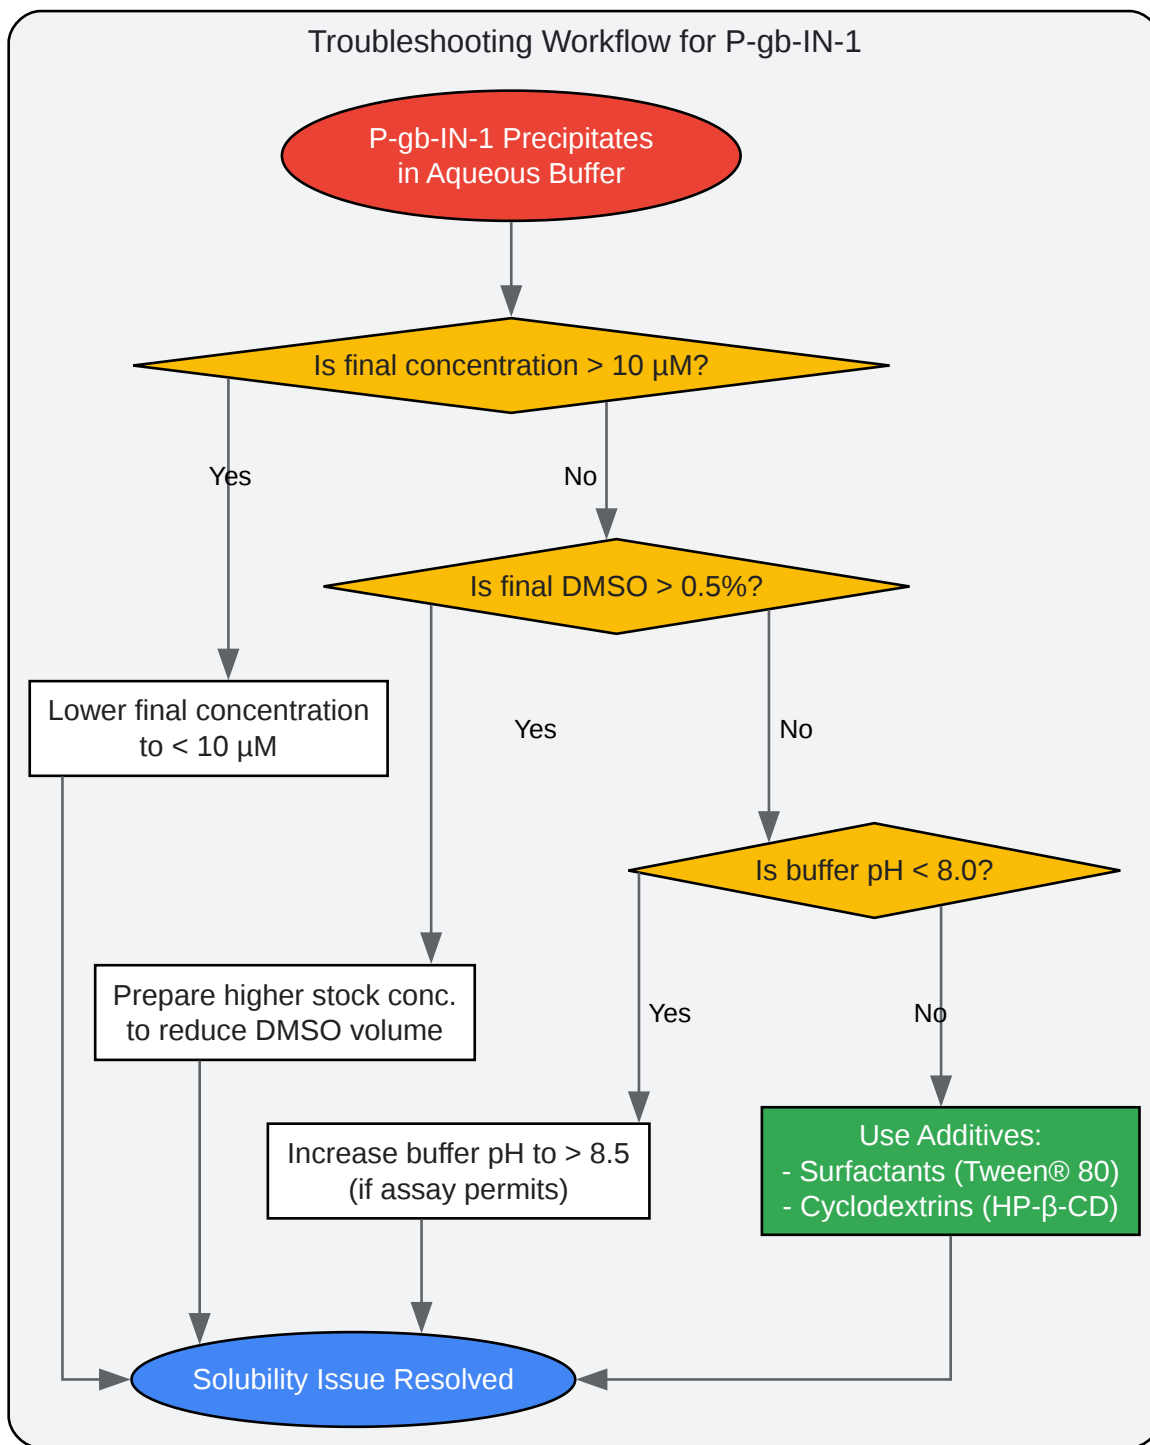 Troubleshooting Workflow for P-gb-IN-1
P-gb-IN-1 Precipitates
in Aqueous Buffer
Is final concentration > 10 µM?
Yes
No
Is final DMSO > 0.5%?
Lower final concentration
to < 10 µM
Yes
No
Is buffer pH < 8.0?
Prepare higher stock conc.
to reduce DMSO volume
Yes
No
Increase buffer pH to > 8.5
(if assay permits)
Use Additives:
- Surfactants (Tween® 80)
- Cyclodextrins (HP-β-CD)
Solubility Issue Resolved